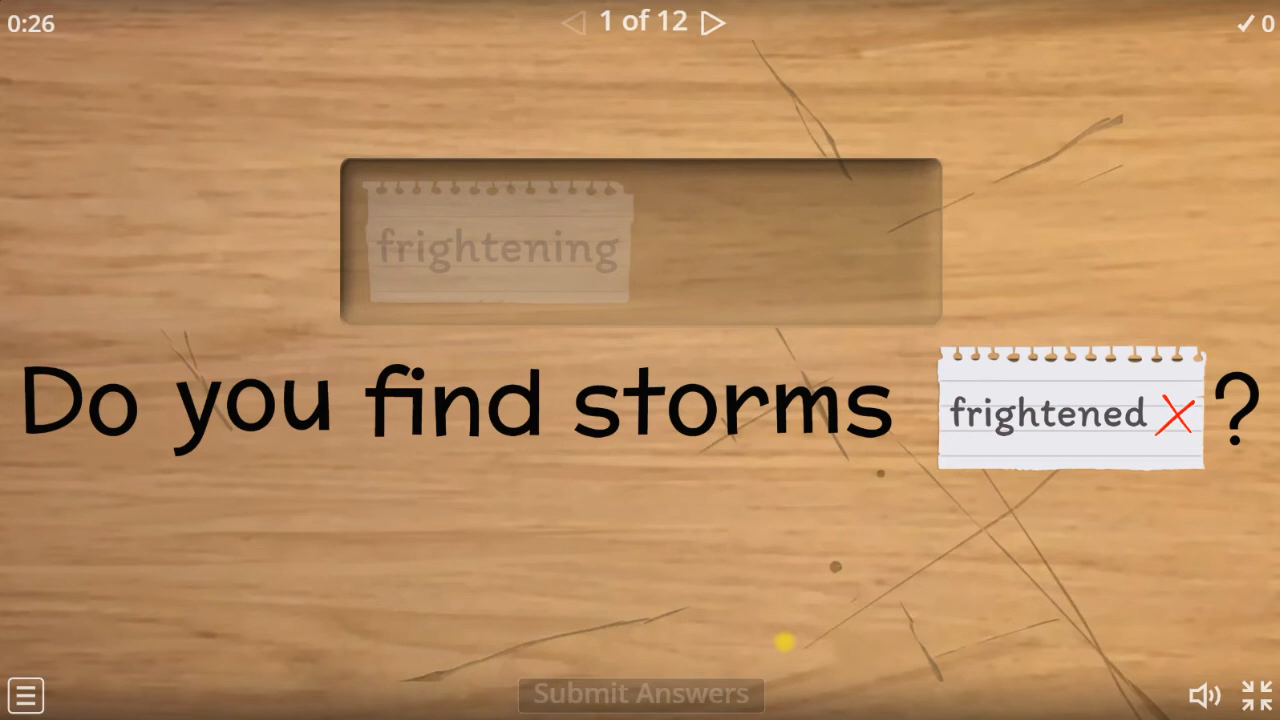 0:26
1 of 12
✓ 0
frightening
Do you find storms frightened ?
Submit Answers